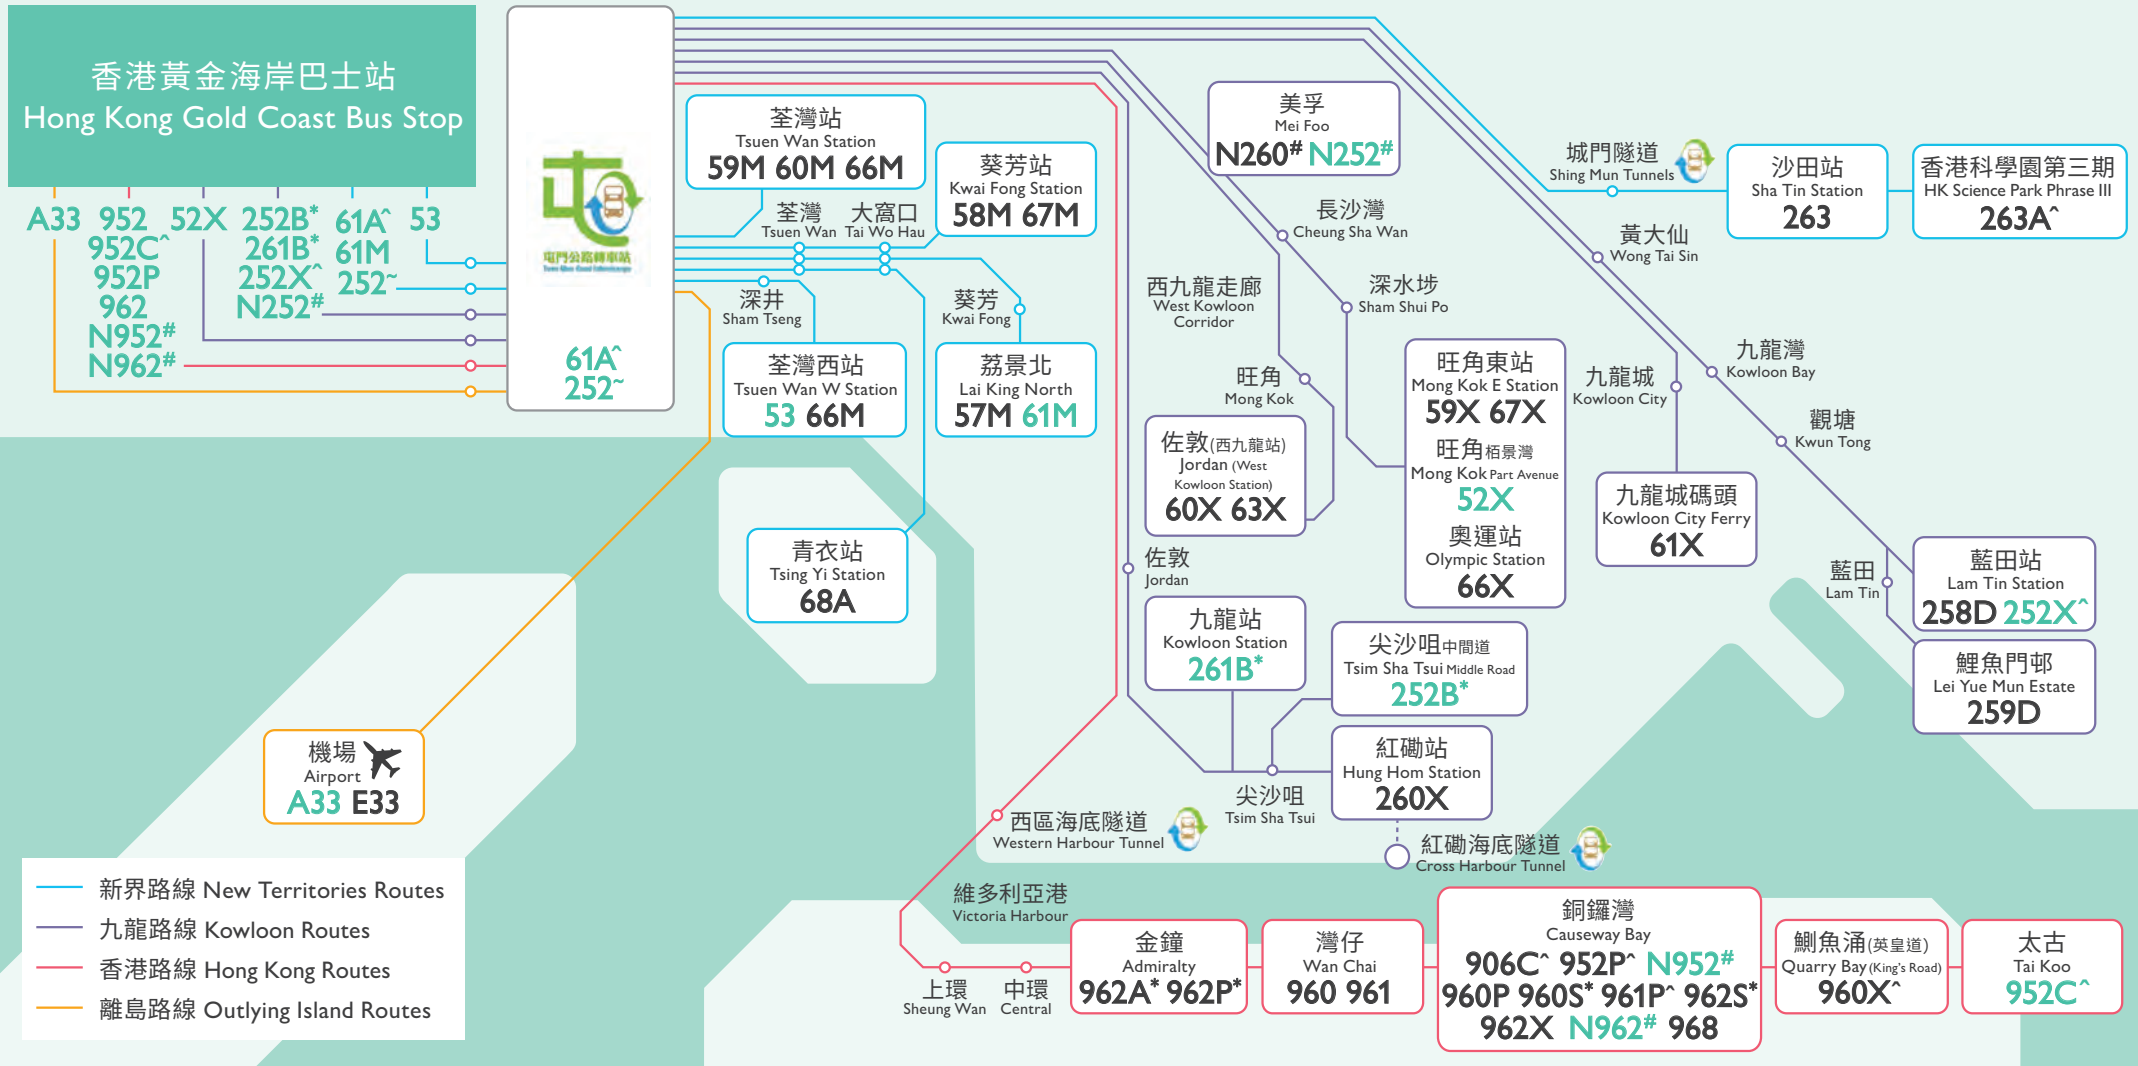 香港黃金海岸巴士站
Hong Kong Gold Coast Bus Stop
A33
952
952C^
952P
962
N952#
N962#
52X
252B*
261B*
252X^
N252#
61A^
61M
252~
53
屯門公路轉車站
61A^
252~
荃灣站
Tsuen Wan Station
59M 60M 66M
葵芳站
Kwai Fong Station
58M 67M
荃灣
Tsuen Wan
大窩口
Tai Wo Hau
深井
Sham Tseng
葵芳
Kwai Fong
荃灣西站
Tsuen Wan W Station
53 66M
荔景北
Lai King North
57M 61M
青衣站
Tsing Yi Station
68A
機場
Airport
A33 E33
美孚
Mei Foo
N260# N252#
長沙灣
Cheung Sha Wan
深水埗
Sham Shui Po
西九龍走廊
West Kowloon
Corridor
旺角
Mong Kok
佐敦(西九龍站)
Jordan (West
Kowloon Station)
60X 63X
旺角東站
Mong Kok E Station
59X 67X
旺角栢景灣
Mong Kok Part Avenue
52X
奧運站
Olympic Station
66X
城門隧道
Shing Mun Tunnels
沙田站
Sha Tin Station
263
香港科學園第三期
HK Science Park Phrase III
263A^
黃大仙
Wong Tai Sin
九龍灣
Kowloon Bay
九龍城
Kowloon City
觀塘
Kwun Tong
九龍城碼頭
Kowloon City Ferry
61X
藍田
Lam Tin
藍田站
Lam Tin Station
258D 252X^
鯉魚門邨
Lei Yue Mun Estate
259D
佐敦
Jordan
九龍站
Kowloon Station
261B*
尖沙咀中間道
Tsim Sha Tsui Middle Road
252B*
紅磡站
Hung Hom Station
260X
尖沙咀
Tsim Sha Tsui
西區海底隧道
Western Harbour Tunnel
紅磡海底隧道
Cross Harbour Tunnel
維多利亞港
Victoria Harbour
上環
Sheung Wan
中環
Central
金鐘
Admiralty
962A* 962P*
灣仔
Wan Chai
960 961
銅鑼灣
Causeway Bay
906C^ 952P^ N952#
960P 960S* 961P^ 962S*
962X N962# 968
鰂魚涌(英皇道)
Quarry Bay (King's Road)
960X^
太古
Tai Koo
952C^
新界路線 New Territories Routes
九龍路線 Kowloon Routes
香港路線 Hong Kong Routes
離島路線 Outlying Island Routes